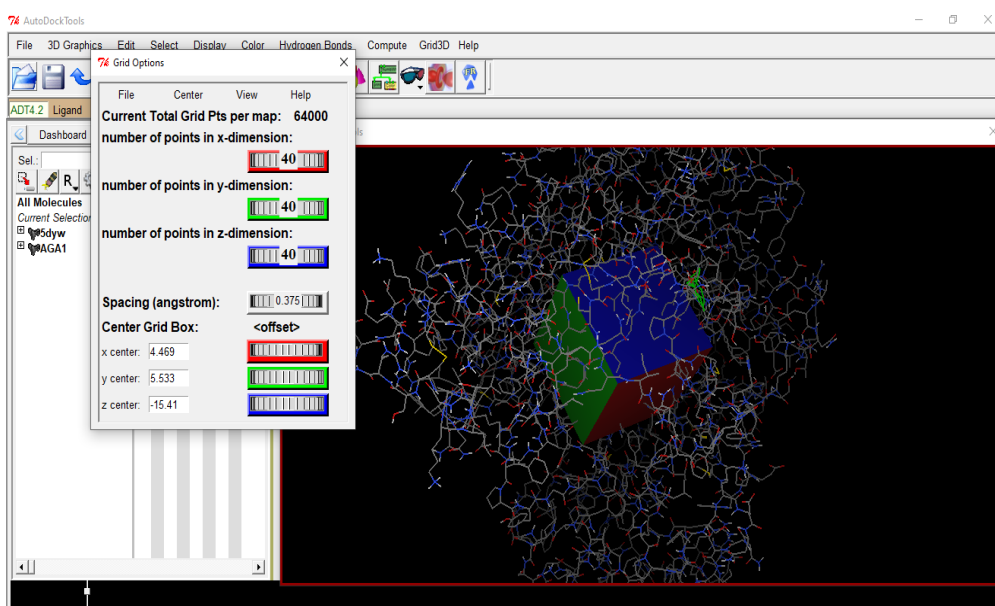 AutoDockTools
File 3D Graphics Edit Select Display Color Hydrogen Bonds Compute Grid3D Help
Grid Options
File Center View Help
Current Total Grid Pts per map: 64000
number of points in x-dimension:
40
number of points in y-dimension:
40
number of points in z-dimension:
40
Spacing (angstrom): 0.375
Center Grid Box: <offset>
x center: 4.469
y center: 5.533
z center: -15.41
ADT4.2 Ligand
Dashboard
Sel.:
R
All Molecules
Current Selection
5dyw
AGA1